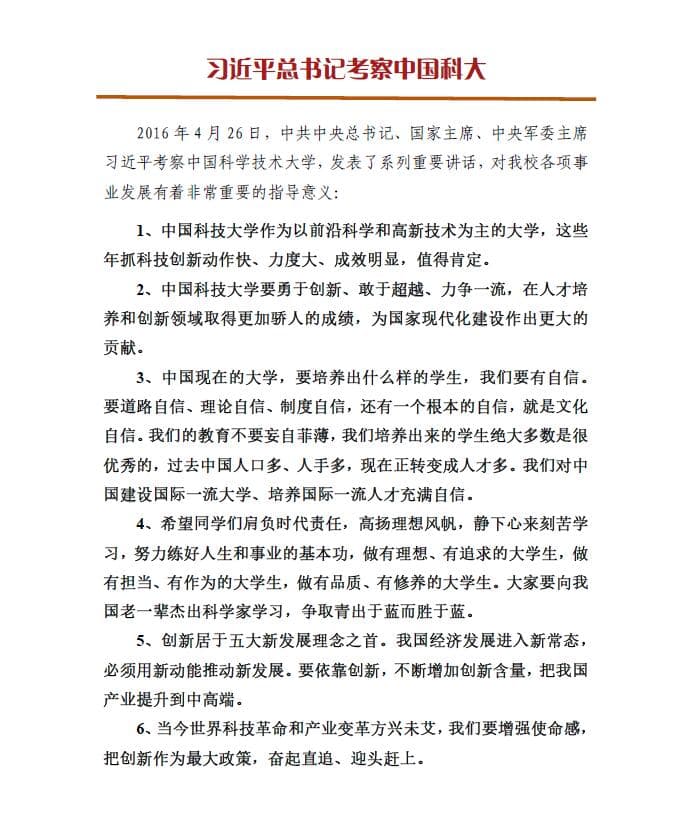 习近平总书记考察中国科大
2016 年 4 月 26 日，中共中央总书记、国家主席、中央军委主席
习近平考察中国科学技术大学，发表了系列重要讲话，对我校各项事
业发展有着非常重要的指导意义：
1、中国科技大学作为以前沿科学和高新技术为主的大学，这些
年抓科技创新动作快、力度大、成效明显，值得肯定。
2、中国科技大学要勇于创新、敢于超越、力争一流，在人才培
养和创新领域取得更加骄人的成绩，为国家现代化建设作出更大的
贡献。
3、中国现在的大学，要培养出什么样的学生，我们要有自信。
要道路自信、理论自信、制度自信，还有一个根本的自信，就是文化
自信。我们的教育不要妄自菲薄，我们培养出来的学生绝大多数是很
优秀的，过去中国人口多、人手多，现在正转变成人才多。我们对中
国建设国际一流大学、培养国际一流人才充满自信。
4、希望同学们肩负时代责任，高扬理想风帆，静下心来刻苦学
习，努力练好人生和事业的基本功，做有理想、有追求的大学生，做
有担当、有作为的大学生，做有品质、有修养的大学生。大家要向我
国老一辈杰出科学家学习，争取青出于蓝而胜于蓝。
5、创新居于五大新发展理念之首。我国经济发展进入新常态，
必须用新动能推动新发展。要依靠创新，不断增加创新含量，把我国
产业提升到中高端。
6、当今世界科技革命和产业变革方兴未艾，我们要增强使命感，
把创新作为最大政策，奋起直追、迎头赶上。